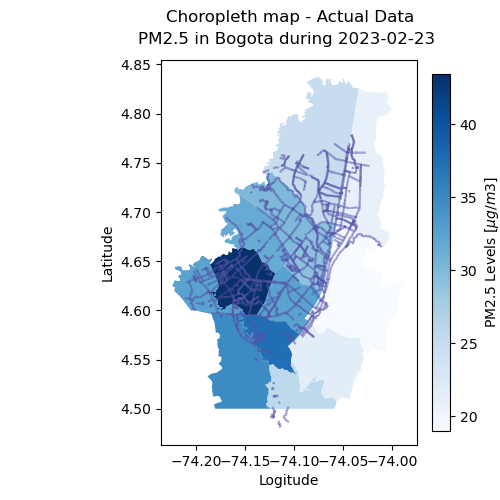 Choropleth map - Actual Data
PM2.5 in Bogota during 2023-02-23
4.85
4.80
4.75
4.70
4.65
4.60
4.55
4.50
Latitude
−74.20 −74.15 −74.10 −74.05 −74.00
Logitude
40
35
30
25
20
PM2.5 Levels [μg/m3]